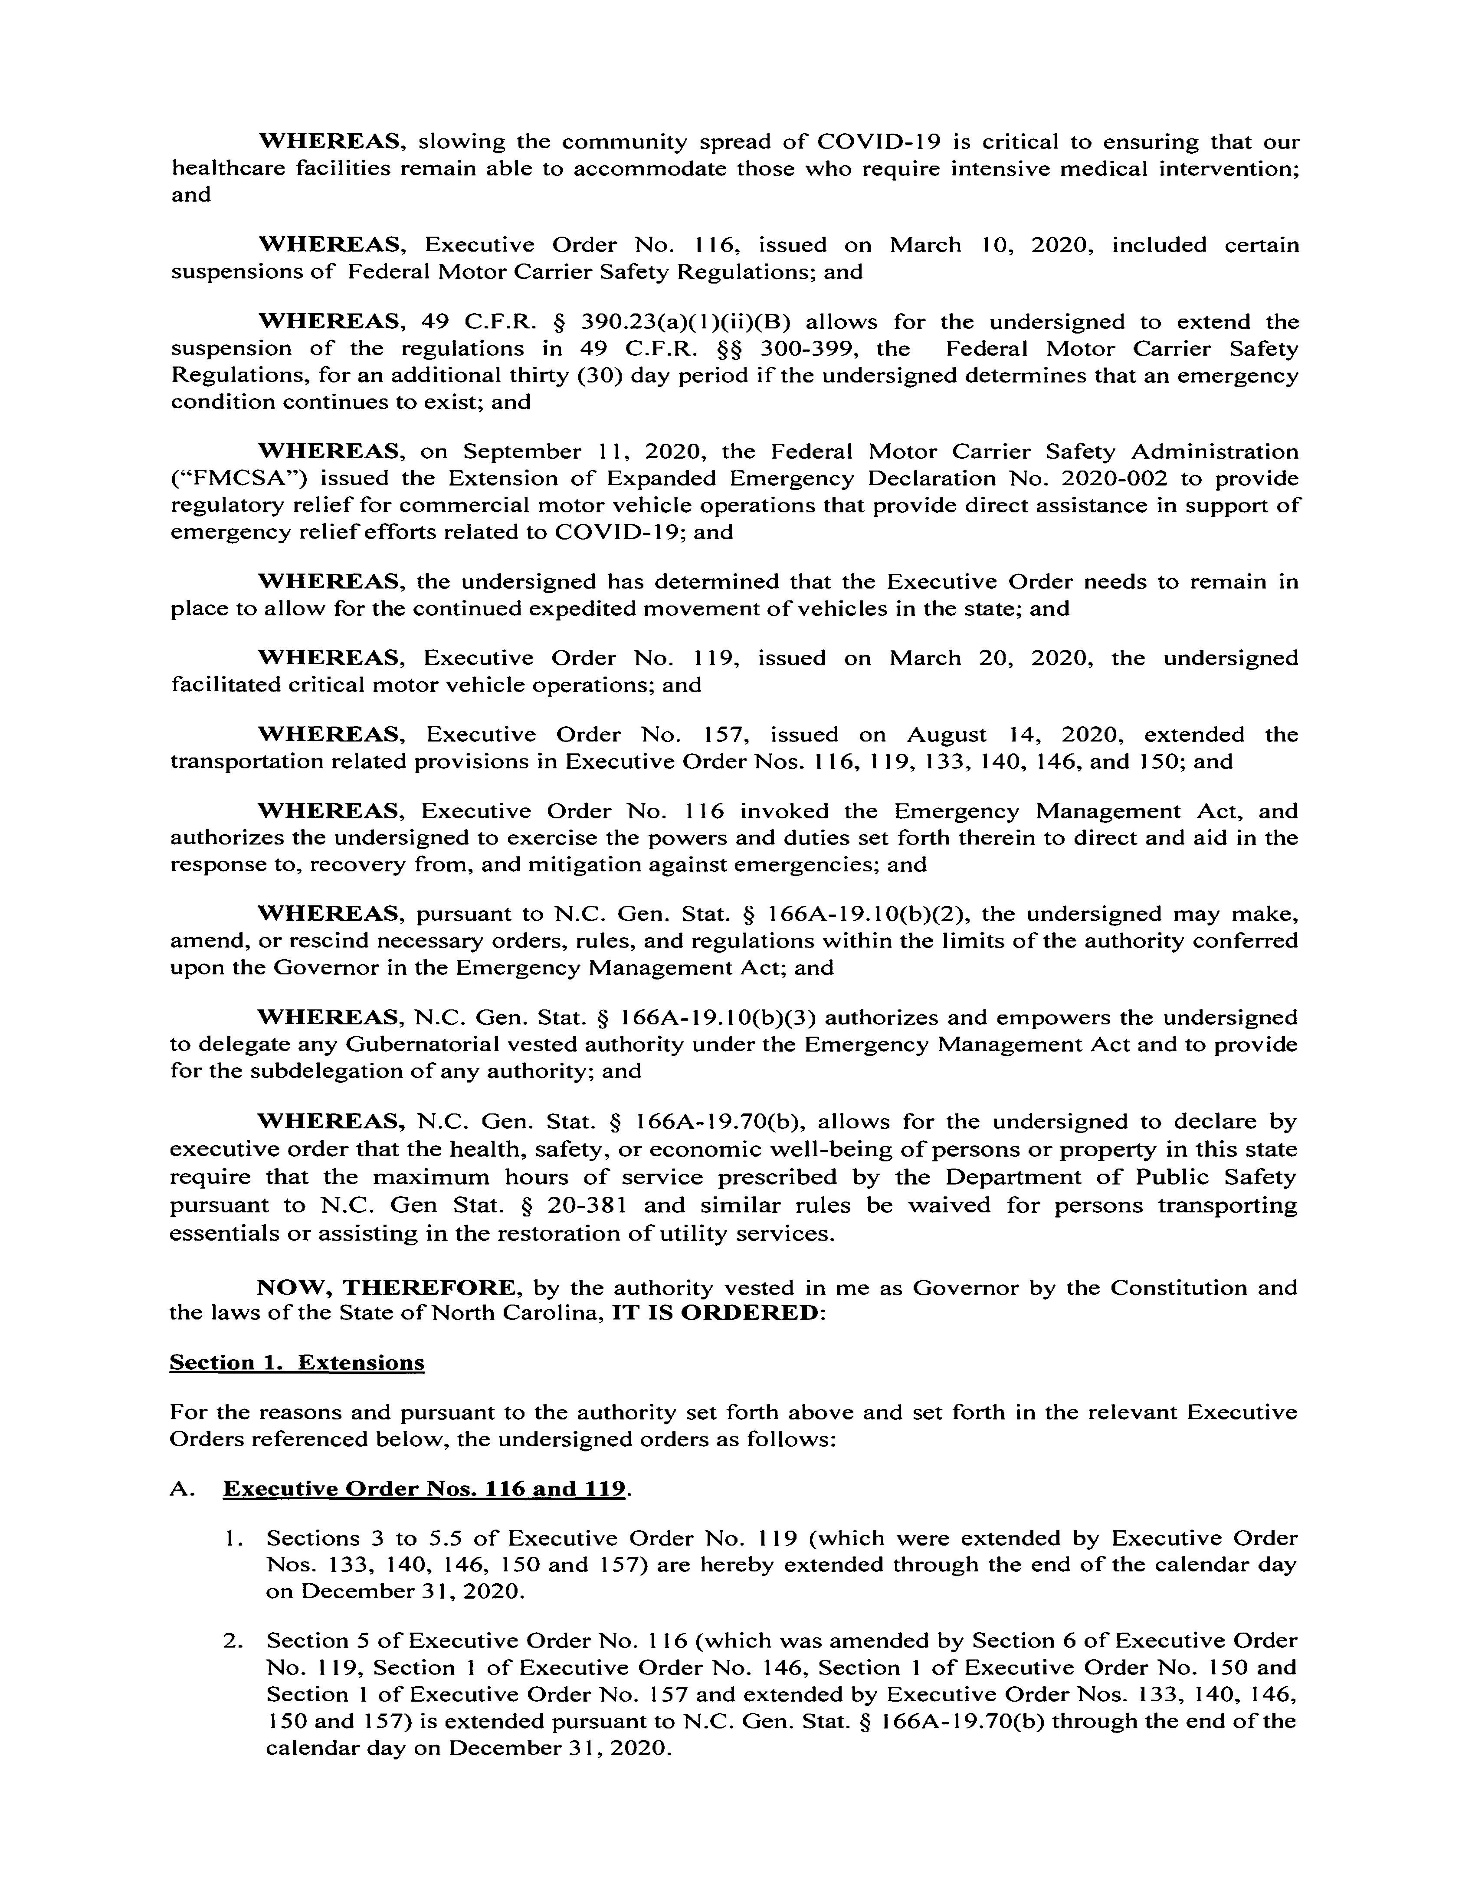 WHEREAS, slowing the community spread of COVID-19 is critical to ensuring that our
healthcare facilities remain able to accommodate those who require intensive medical intervention;
and
WHEREAS, Executive Order No. 116, issued on March 10, 2020, included certain
suspensions of Federal Motor Carrier Safety Regulations; and
WHEREAS, 49 C.F.R. § 390.23(a)(1)(ii)(B) allows for the undersigned to extend the
suspension of the regulations in 49 C.F.R. §§ 300-399, the Federal Motor Carrier Safety
Regulations, for an additional thirty (30) day period if the undersigned determines that an emergency
condition continues to exist; and
WHEREAS, on September 11, 2020, the Federal Motor Carrier Safety Administration
(“FMCSA”) issued the Extension of Expanded Emergency Declaration No. 2020-002 to provide
regulatory relief for commercial motor vehicle operations that provide direct assistance in support of
emergency relief efforts related to COVID-19; and
WHEREAS, the undersigned has determined that the Executive Order needs to remain in
place to allow for the continued expedited movement of vehicles in the state; and
WHEREAS, Executive Order No. 119, issued on March 20, 2020, the undersigned
facilitated critical motor vehicle operations; and
WHEREAS, Executive Order No. 157, issued on August 14, 2020, extended the
transportation related provisions in Executive Order Nos. 116, 119, 133, 140, 146, and 150; and
WHEREAS, Executive Order No. 116 invoked the Emergency Management Act, and
authorizes the undersigned to exercise the powers and duties set forth therein to direct and aid in the
response to, recovery from, and mitigation against emergencies; and
WHEREAS, pursuant to N.C. Gen. Stat. § 166A-19.10(b)(2), the undersigned may make,
amend, or rescind necessary orders, rules, and regulations within the limits of the authority conferred
upon the Governor in the Emergency Management Act; and
WHEREAS, N.C. Gen. Stat. § 166A-19.10(b)(3) authorizes and empowers the undersigned
to delegate any Gubernatorial vested authority under the Emergency Management Act and to provide
for the subdelegation of any authority; and
WHEREAS, N.C. Gen. Stat. § 166A-19.70(b), allows for the undersigned to declare by
executive order that the health, safety, or economic well-being of persons or property in this state
require that the maximum hours of service prescribed by the Department of Public Safety
pursuant to N.C. Gen Stat. § 20-381 and similar rules be waived for persons transporting
essentials or assisting in the restoration of utility services.
NOW, THEREFORE, by the authority vested in me as Governor by the Constitution and
the laws of the State of North Carolina, IT IS ORDERED:
Section 1. Extensions
For the reasons and pursuant to the authority set forth above and set forth in the relevant Executive
Orders referenced below, the undersigned orders as follows:
A. Executive Order Nos. 116 and 119.
1. Sections 3 to 5.5 of Executive Order No. 119 (which were extended by Executive Order
Nos. 133, 140, 146, 150 and 157) are hereby extended through the end of the calendar day
on December 31, 2020.
2. Section 5 of Executive Order No. 116 (which was amended by Section 6 of Executive Order
No. 119, Section 1 of Executive Order No. 146, Section 1 of Executive Order No. 150 and
Section 1 of Executive Order No. 157 and extended by Executive Order Nos. 133, 140, 146,
150 and 157) is extended pursuant to N.C. Gen. Stat. § 166A-19.70(b) through the end of the
calendar day on December 31, 2020.